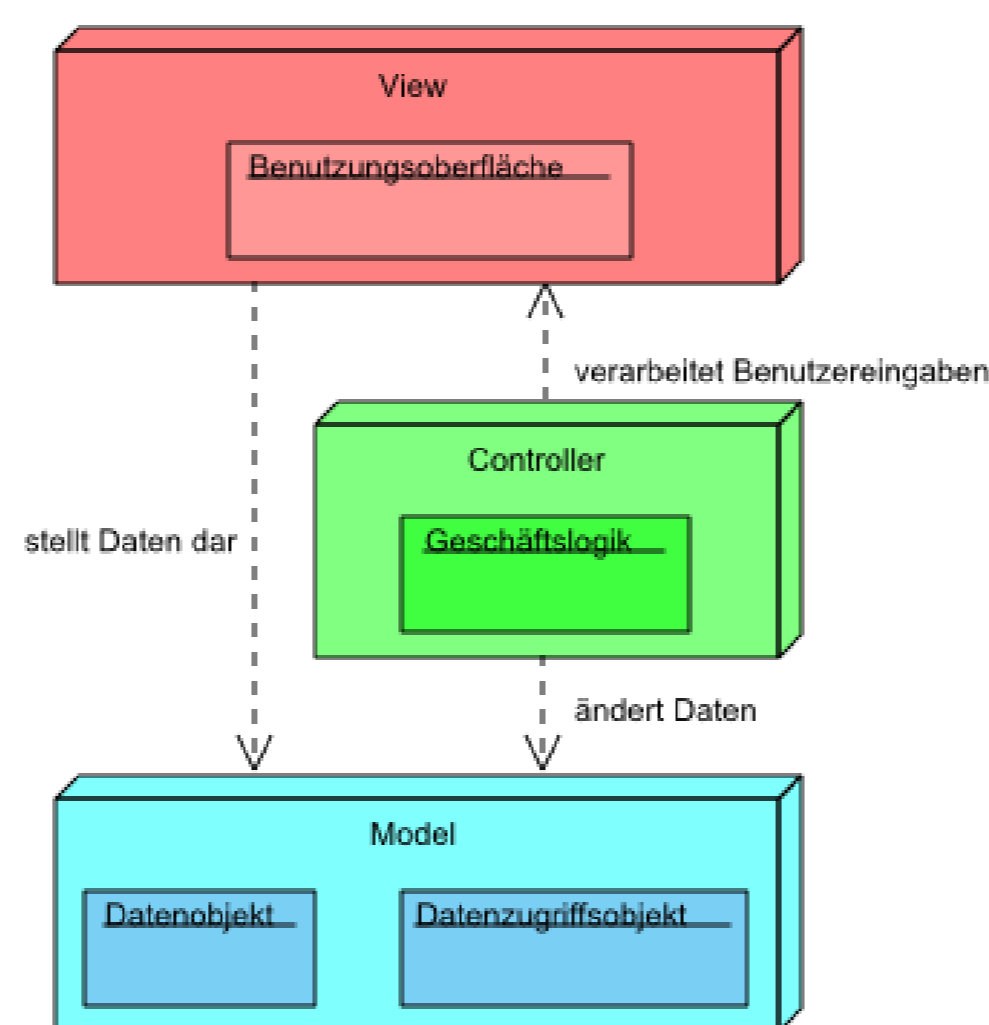 View
Benutzungsoberfläche
verarbeitet Benutzereingaben
Controller
Geschäftslogik
stellt Daten dar
ändert Daten
Model
Datenobjekt
Datenzugriffsobjekt